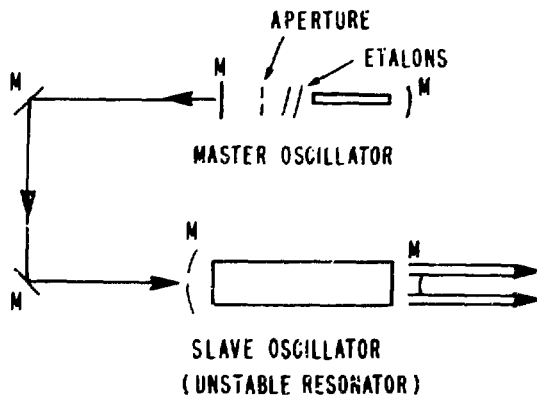 APERTURE
ETALONS
M
M
M
MASTER OSCILLATOR
M
M
M
SLAVE OSCILLATOR
(UNSTABLE RESONATOR)